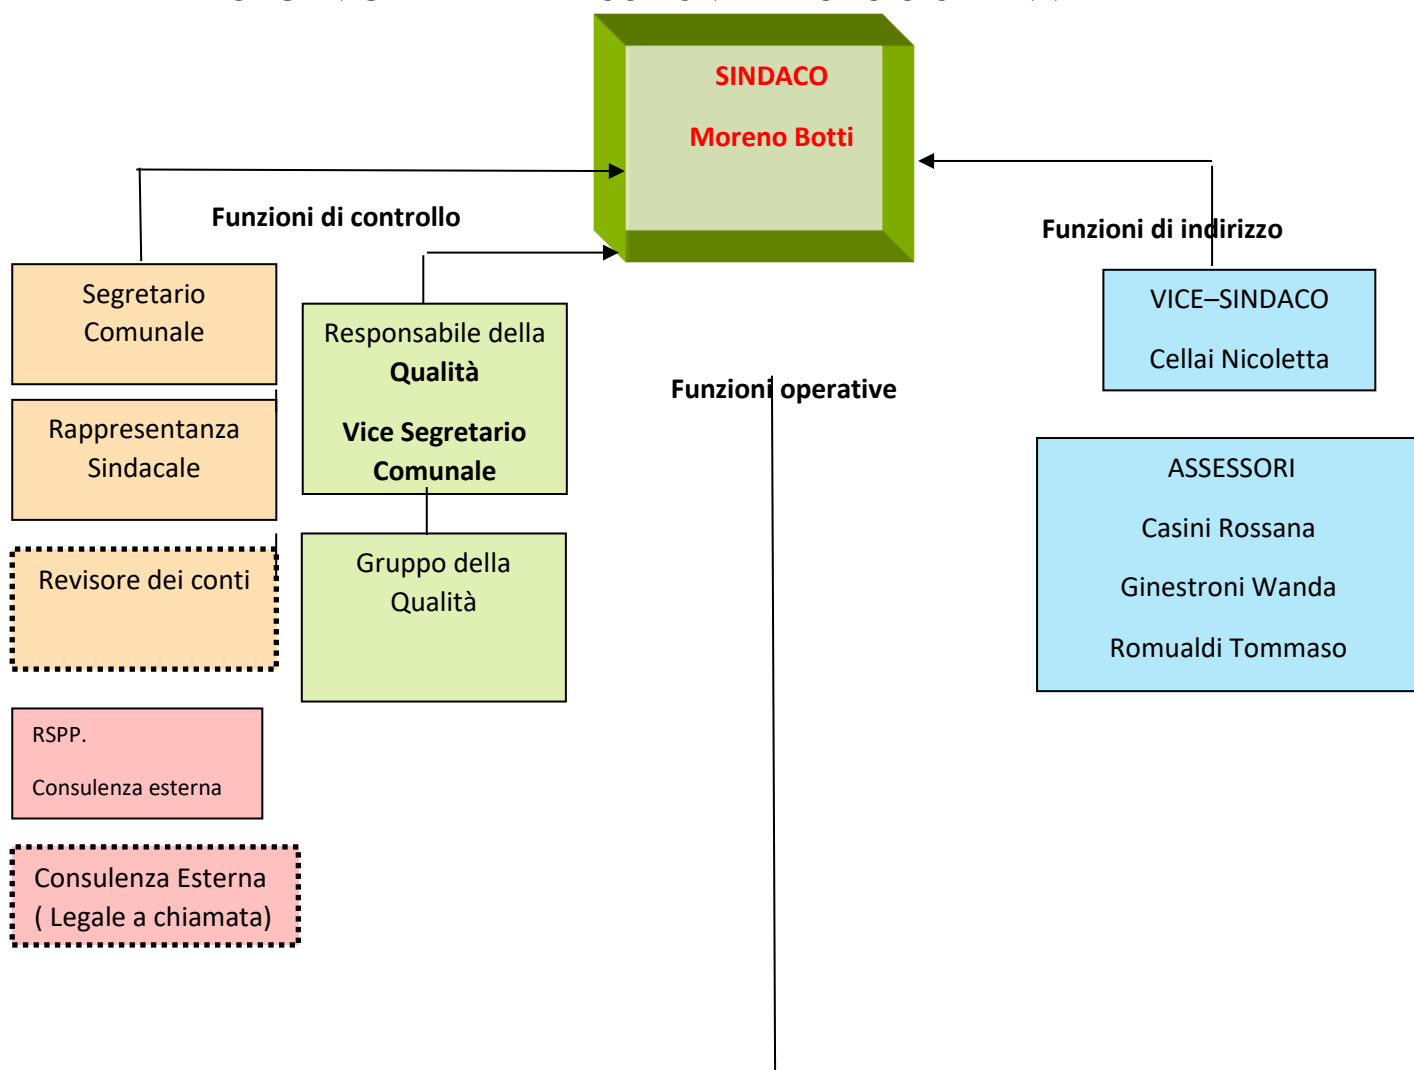 SINDACO
Moreno Botti
Funzioni di controllo
Funzioni di indirizzo
Segretario
Comunale
Rappresentanza
Sindacale
Revisore dei conti
RSPP.
Consulenza esterna
Consulenza Esterna
( Legale a chiamata)
Responsabile della
Qualità
Vice Segretario
Comunale
Gruppo della
Qualità
Funzioni operative
VICE–SINDACO
Cellai Nicoletta
ASSESSORI
Casini Rossana
Ginestroni Wanda
Romualdi Tommaso